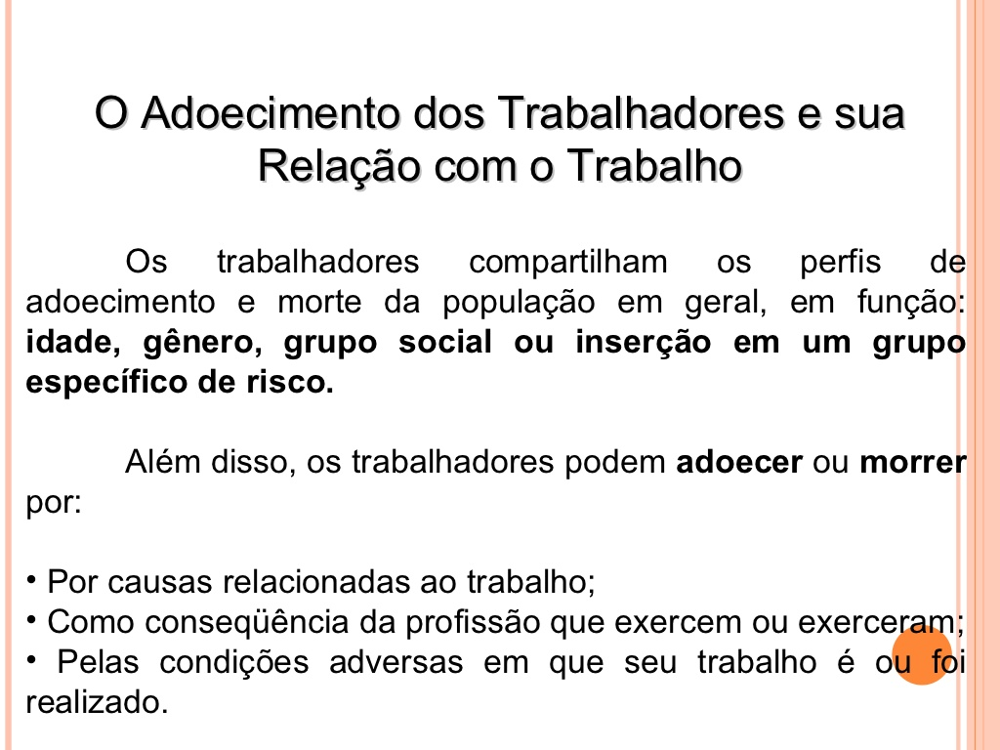 O Adoecimento dos Trabalhadores e sua
Relação com o Trabalho
Os trabalhadores compartilham os perfis de
adoecimento e morte da população em geral, em função:
idade, gênero, grupo social ou inserção em um grupo
específico de risco.
Além disso, os trabalhadores podem adoecer ou morrer
por:
• Por causas relacionadas ao trabalho;
• Como conseqüência da profissão que exercem ou exerceram;
• Pelas condições adversas em que seu trabalho é ou foi
realizado.